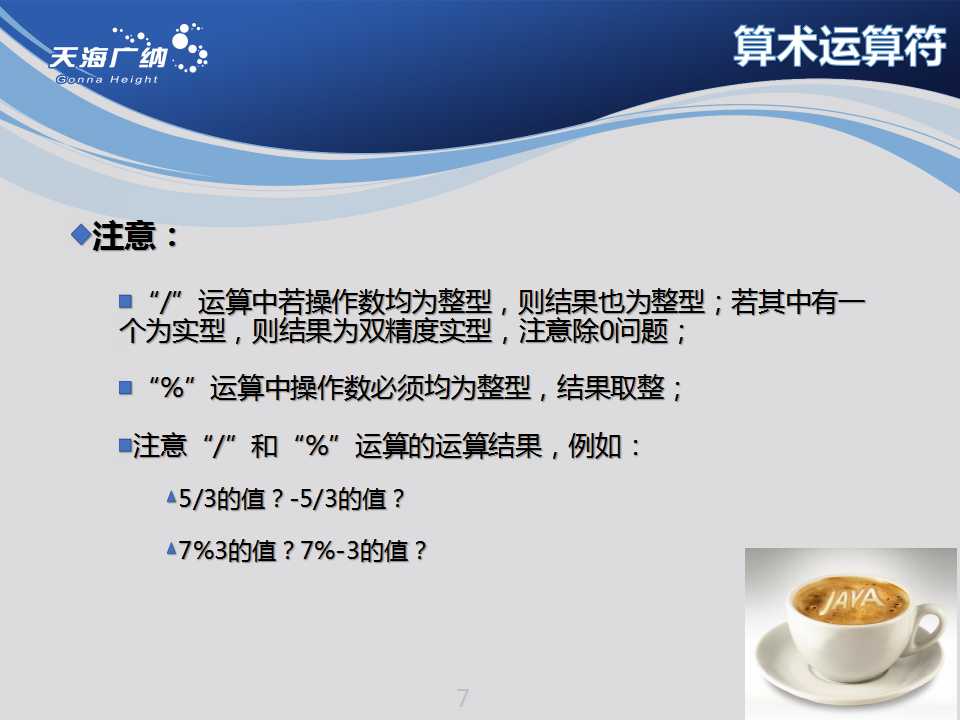 天海广纳
Gonna Height
算术运算符
注意：
“/”运算中若操作数均为整型，则结果也为整型；若其中有一
个为实型，则结果为双精度实型，注意除0问题；
“%”运算中操作数必须均为整型，结果取整；
注意“/”和“%”运算的运算结果，例如：
5/3的值？-5/3的值？
7%3的值？7%-3的值？
JAVA
7